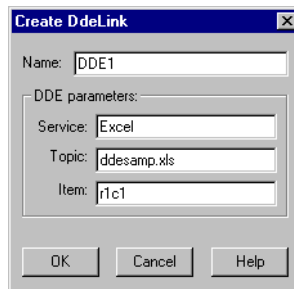 Create DdeLink
Name: DDE1
DDE parameters:
Service: Excel
Topic: ddesamp.xls
Item: r1c1
OK Cancel Help